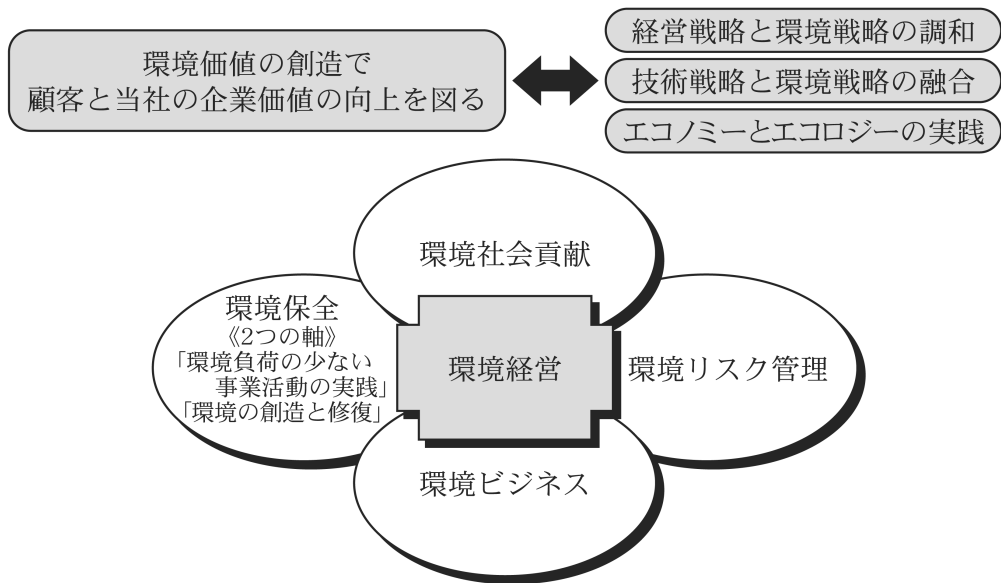 環境価値の創造で
顧客と当社の企業価値の向上を図る
経営戦略と環境戦略の調和
技術戦略と環境戦略の融合
エコノミーとエコロジーの実践
環境社会貢献
環境保全
《2つの軸》
「環境負荷の少ない
事業活動の実践」
「環境の創造と修復」
環境経営
環境リスク管理
環境ビジネス